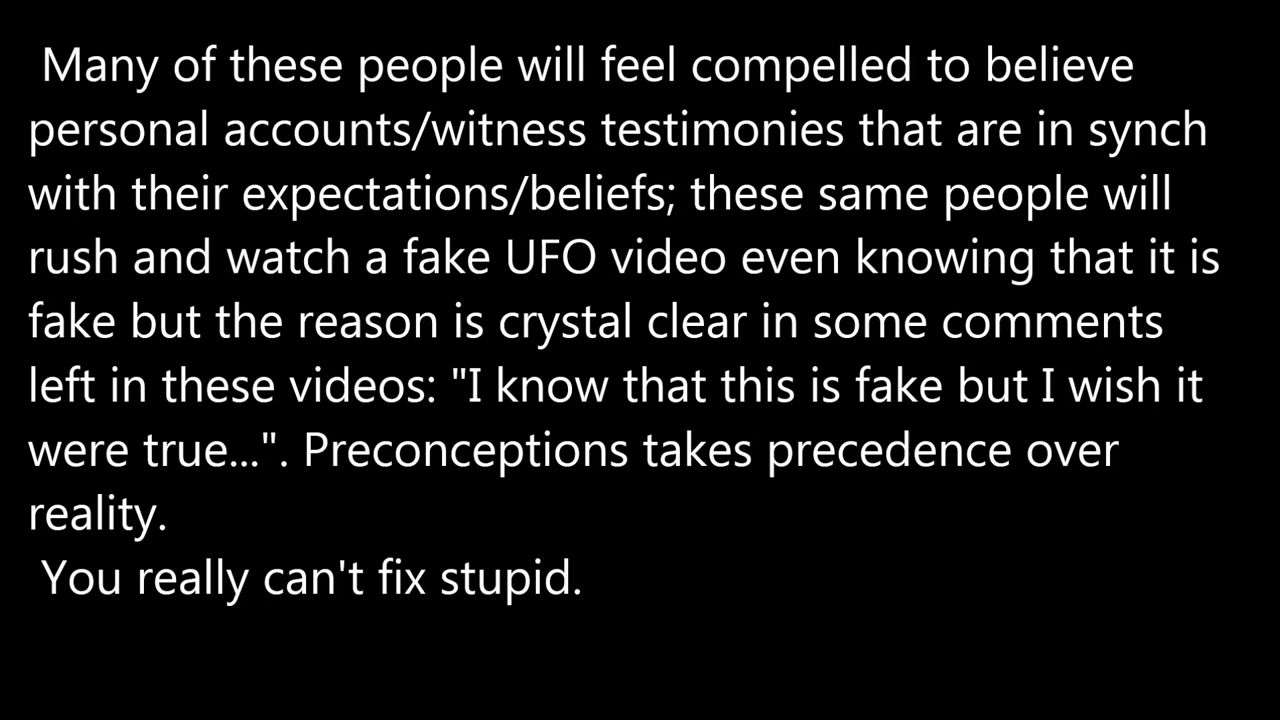 Many of these people will feel compelled to believe
personal accounts/witness testimonies that are in synch
with their expectations/beliefs; these same people will
rush and watch a fake UFO video even knowing that it is
fake but the reason is crystal clear in some comments
left in these videos: "I know that this is fake but I wish it
were true...". Preconceptions takes precedence over
reality.
You really can't fix stupid.